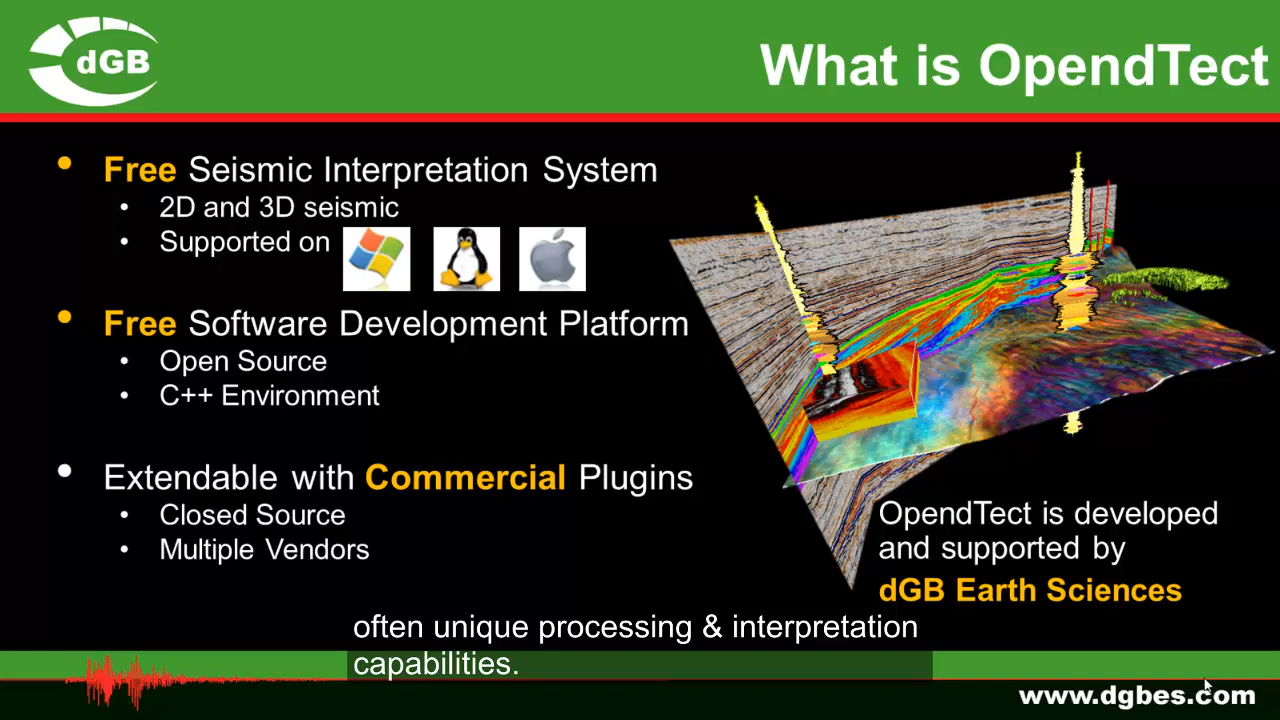 dGB
What is OpendTect
• Free Seismic Interpretation System
• 2D and 3D seismic
• Supported on
• Free Software Development Platform
• Open Source
• C++ Environment
• Extendable with Commercial Plugins
• Closed Source
• Multiple Vendors
OpendTect is developed
and supported by
dGB Earth Sciences
often unique processing & interpretation
capabilities.
www.dgbes.com